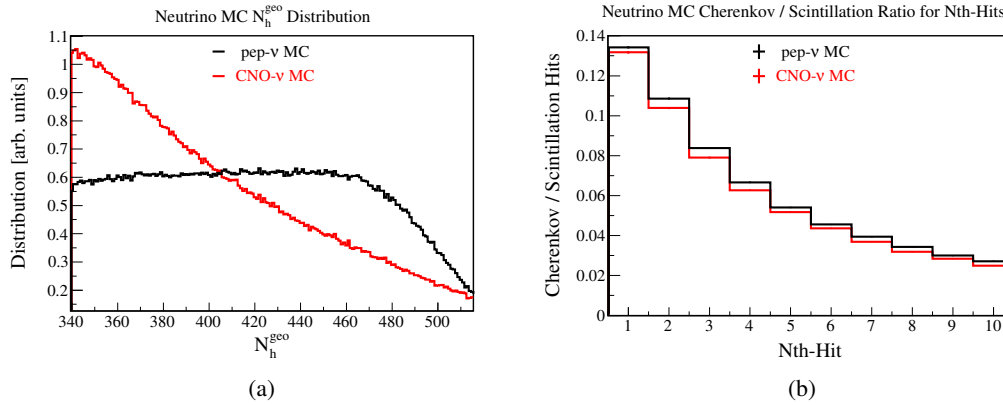 Neutrino MC N_h^geo Distribution
pep-ν MC
CNO-ν MC
Distribution [arb. units]
1.1
1
0.9
0.8
0.7
0.6
0.5
0.4
0.3
0.2
340 360 380 400 420 440 460 480 500
N_h^geo
(a)
Neutrino MC Cherenkov / Scintillation Ratio for Nth-Hits
pep-ν MC
CNO-ν MC
Cherenkov / Scintillation Hits
0.14
0.12
0.1
0.08
0.06
0.04
0.02
0
1 2 3 4 5 6 7 8 9 10
Nth-Hit
(b)